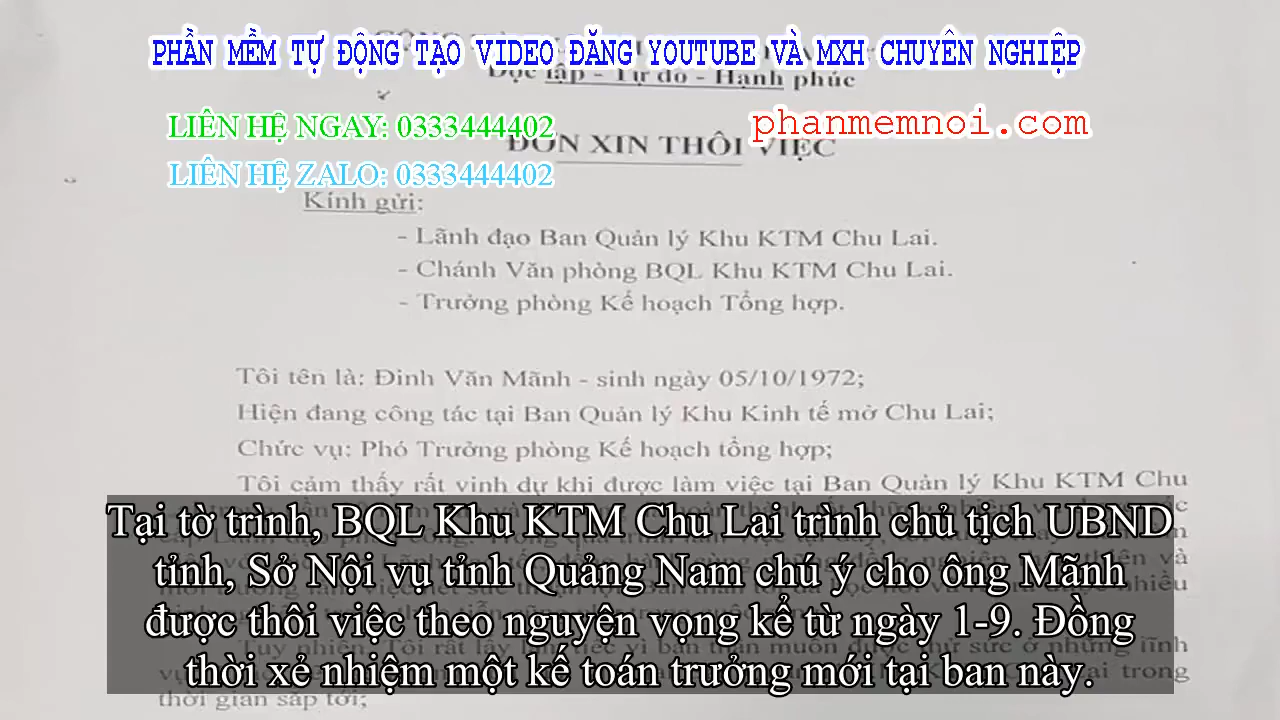 PHẦN MỀM TỰ ĐỘNG TẠO VIDEO ĐĂNG YOUTUBE VÀ MXH CHUYÊN NGHIỆP
Độc lập - Tự do - Hạnh phúc
LIÊN HỆ NGAY: 0333444402
phanmemnoi.com
ĐƠN XIN THÔI VIỆC
LIÊN HỆ ZALO: 0333444402
Kính gửi:
- Lãnh đạo Ban Quản lý Khu KTM Chu Lai.
- Chánh Văn phòng BQL Khu KTM Chu Lai.
- Trưởng phòng Kế hoạch Tổng hợp.
Tôi tên là: Đinh Văn Mãnh - sinh ngày 05/10/1972;
Hiện đang công tác tại Ban Quản lý Khu Kinh tế mở Chu Lai;
Chức vụ: Phó Trưởng phòng Kế hoạch tổng hợp;
Tôi cảm thấy rất vinh dự khi được làm việc tại Ban Quản lý Khu KTM Chu
Tại tờ trình, BQL Khu KTM Chu Lai trình chủ tịch UBND
tỉnh, Sở Nội vụ tỉnh Quảng Nam chú ý cho ông Mãnh
được thôi việc theo nguyện vọng kể từ ngày 1-9. Đồng
thời xẻ nhiệm một kế toán trưởng mới tại ban này.
thời gian sắp tới;